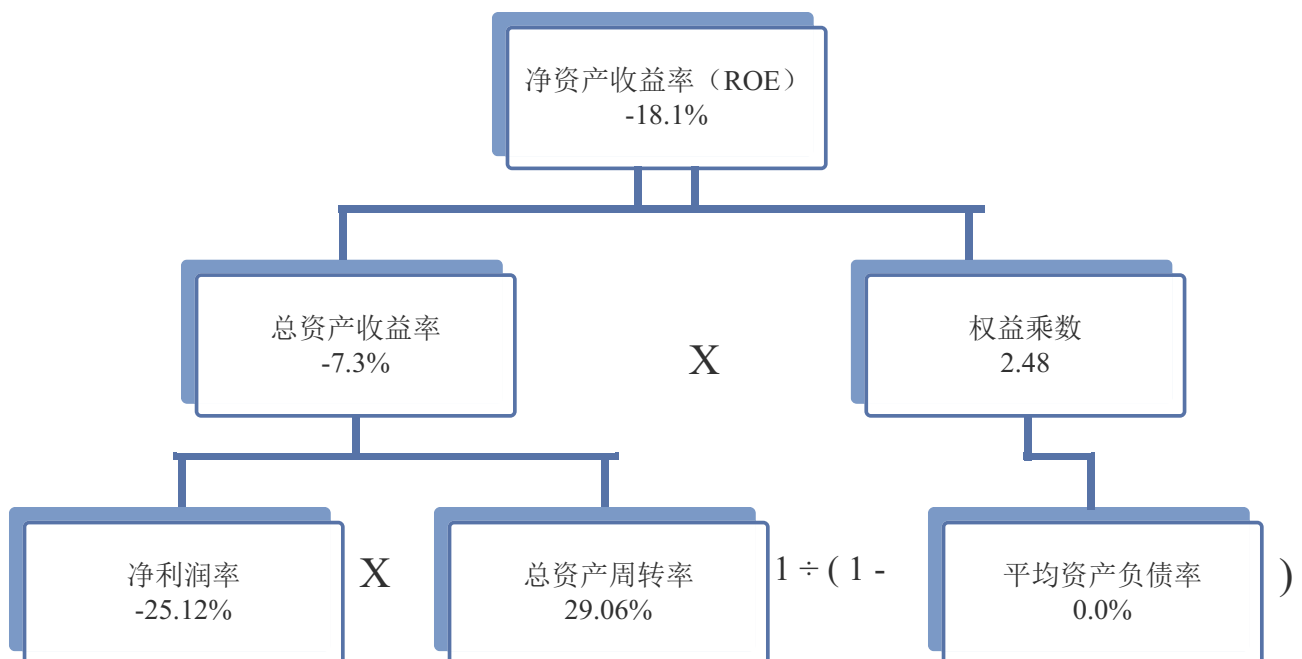 净资产收益率（ROE）
-18.1%
总资产收益率
-7.3%
X
权益乘数
2.48
净利润率
-25.12%
X
总资产周转率
29.06%
1 ÷ ( 1 -
平均资产负债率
0.0%
)